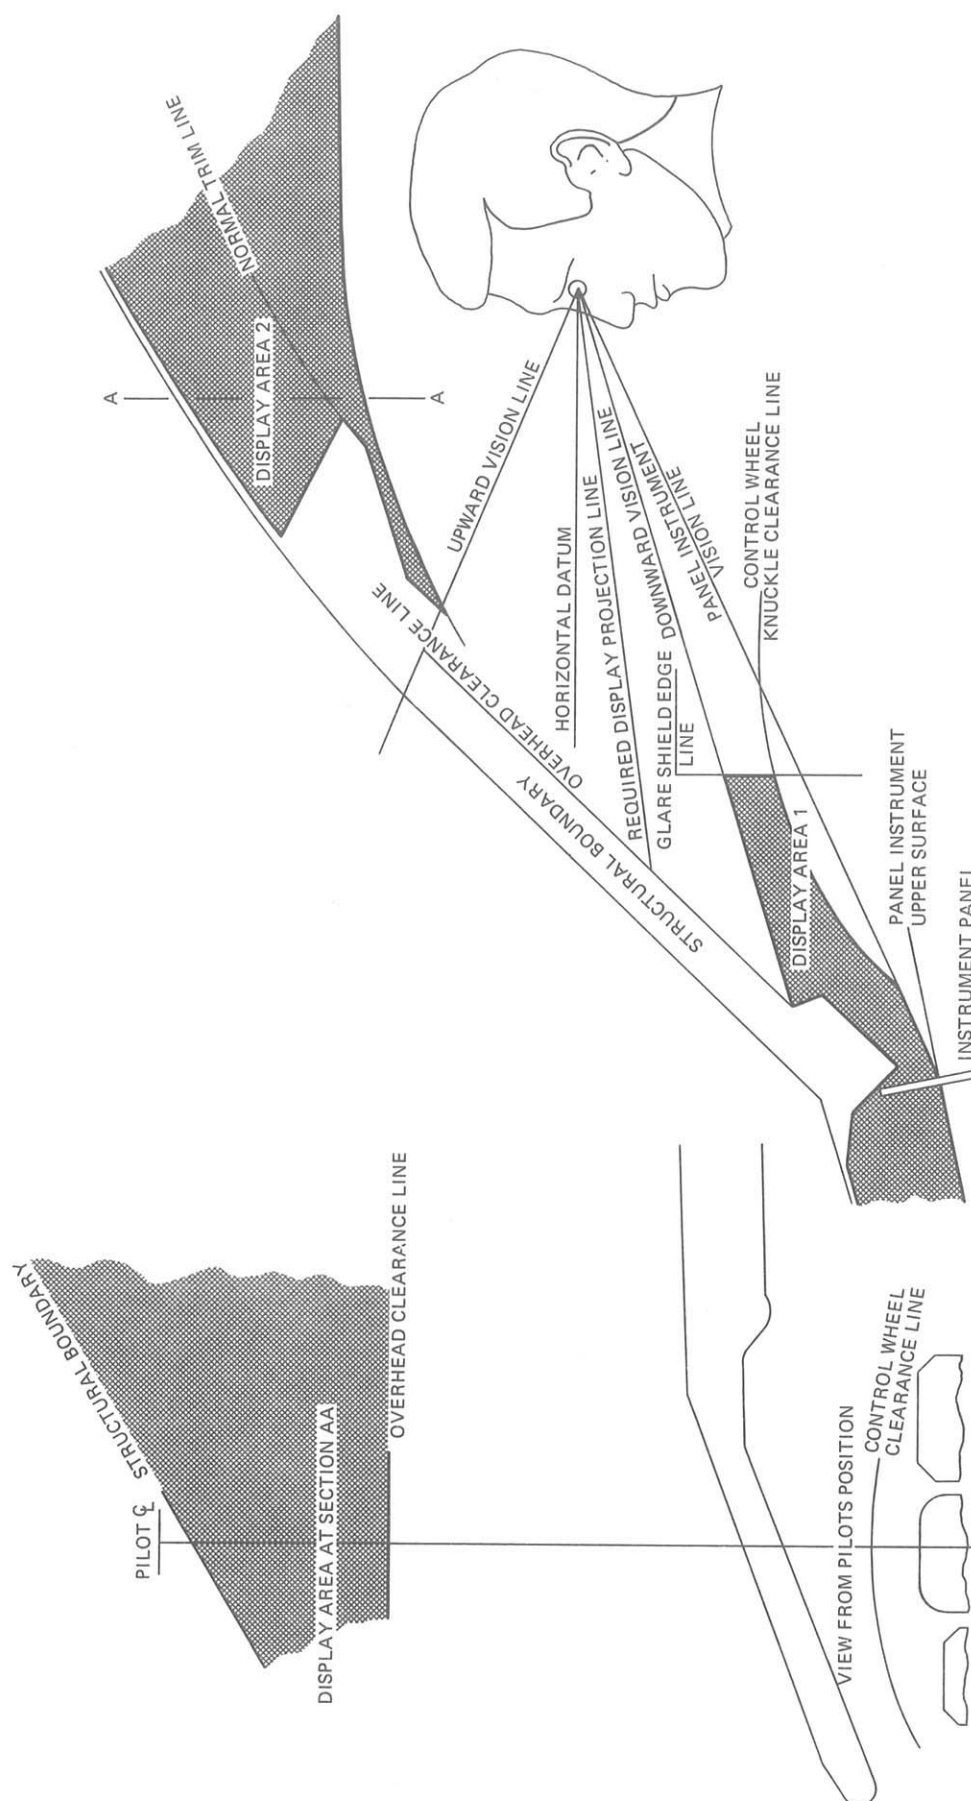 NORMAL TRIM LINE
DISPLAY AREA 2
A
A
UPWARD VISION LINE
OVERHEAD CLEARANCE LINE
STRUCTURAL BOUNDARY
HORIZONTAL DATUM
REQUIRED DISPLAY PROJECTION LINE
GLARE SHIELD EDGE
LINE
DOWNWARD VISION LINE
PANEL INSTRUMENT
VISION LINE
CONTROL WHEEL
KNUCKLE CLEARANCE LINE
DISPLAY AREA 1
PANEL INSTRUMENT
UPPER SURFACE
INSTRUMENT PANEL
STRUCTURAL BOUNDARY
PILOT ℄
DISPLAY AREA AT SECTION AA
OVERHEAD CLEARANCE LINE
VIEW FROM PILOTS POSITION
CONTROL WHEEL
CLEARANCE LINE